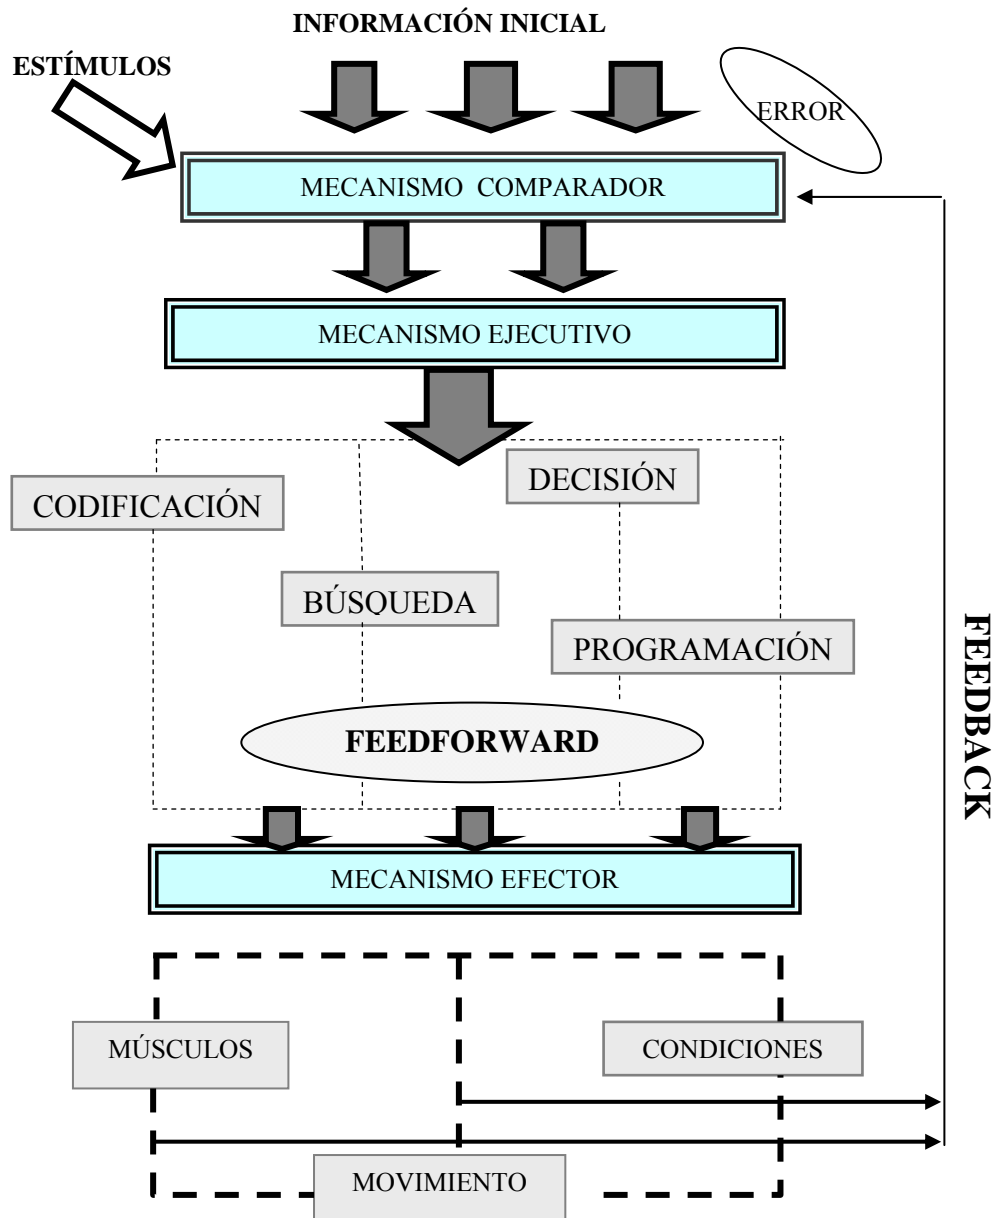 INFORMACIÓN INICIAL
ESTÍMULOS
ERROR
MECANISMO COMPARADOR
MECANISMO EJECUTIVO
DECISIÓN
CODIFICACIÓN
BÚSQUEDA
PROGRAMACIÓN
FEEDFORWARD
FEEDBACK
MECANISMO EFECTOR
MÚSCULOS
CONDICIONES
MOVIMIENTO